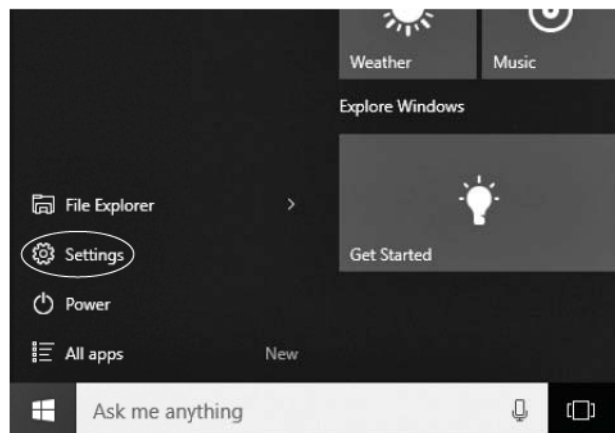 Weather Music
Explore Windows
File Explorer
Settings
Get Started
Power
All apps New
Ask me anything